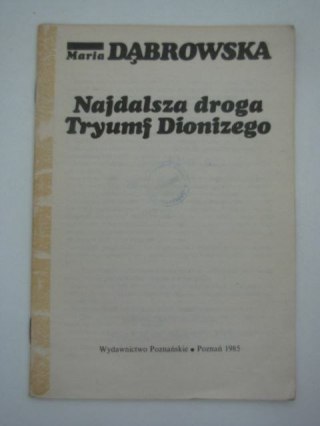 Maria DĄBROWSKA
Najdalsza droga
Tryumf Dionizego
Wydawnictwo Poznańskie • Poznań 1985